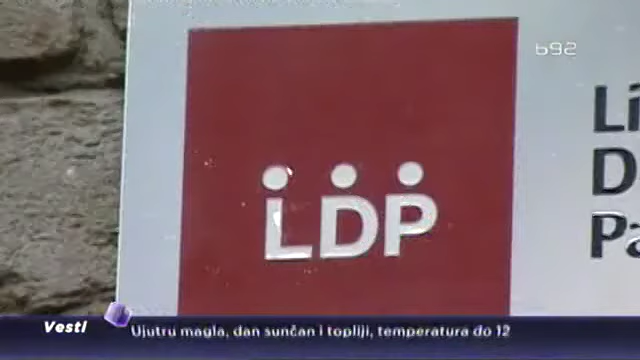 b92
LDP
Li
D
Pa
Vesti
Ujutru magla, dan sunčan i topliji, temperatura do 12